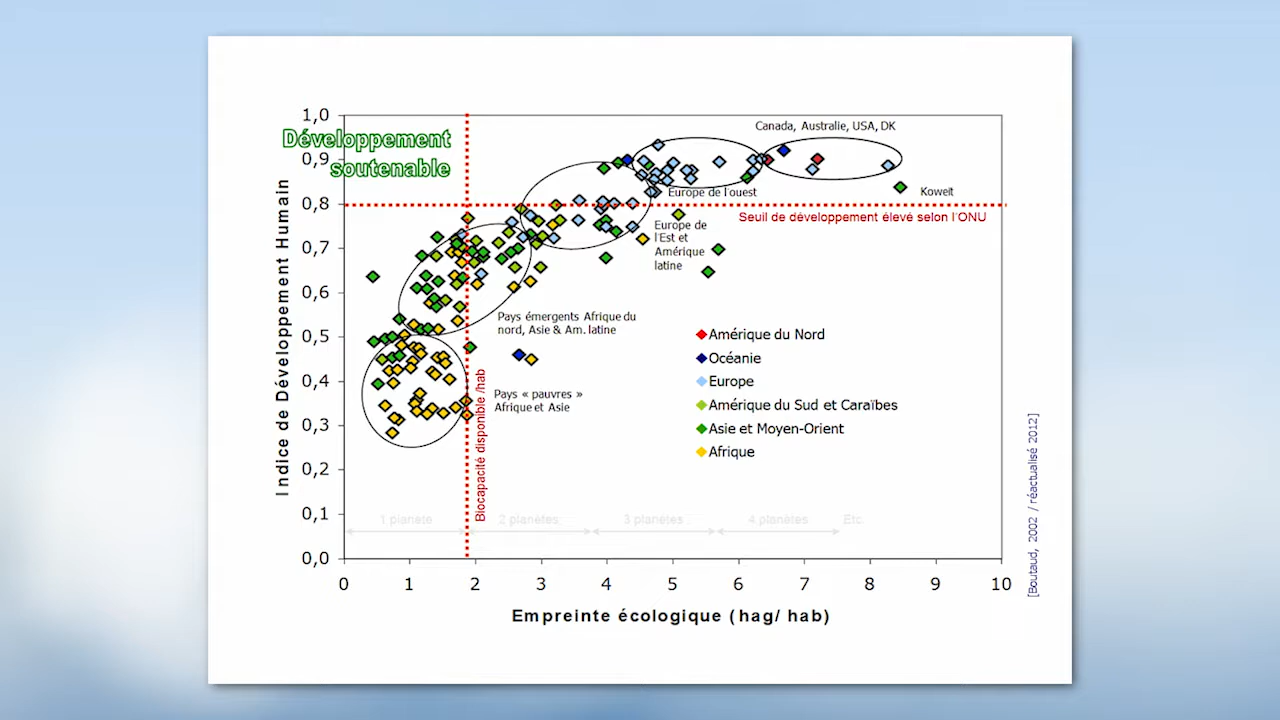 Développement
soutenable
Indice de Développement Humain
1,0
0,9
0,8
0,7
0,6
0,5
0,4
0,3
0,2
0,1
0,0
Canada, Australie, USA, DK
Koweit
Europe de l'ouest
Seuil de développement élevé selon l'ONU
Europe de
l'Est et
Amérique
latine
Pays émergents Afrique du
nord, Asie & Am. latine
Pays « pauvres »
Afrique et Asie
Biocapacité disponible /hab
Amérique du Nord
Océanie
Europe
Amérique du Sud et Caraïbes
Asie et Moyen-Orient
Afrique
1 planète
2 planètes
3 planètes
4 planètes
Etc.
0 1 2 3 4 5 6 7 8 9 10
Empreinte écologique (hag/ hab)
[Boutaud, 2002 / réactualisé 2012]